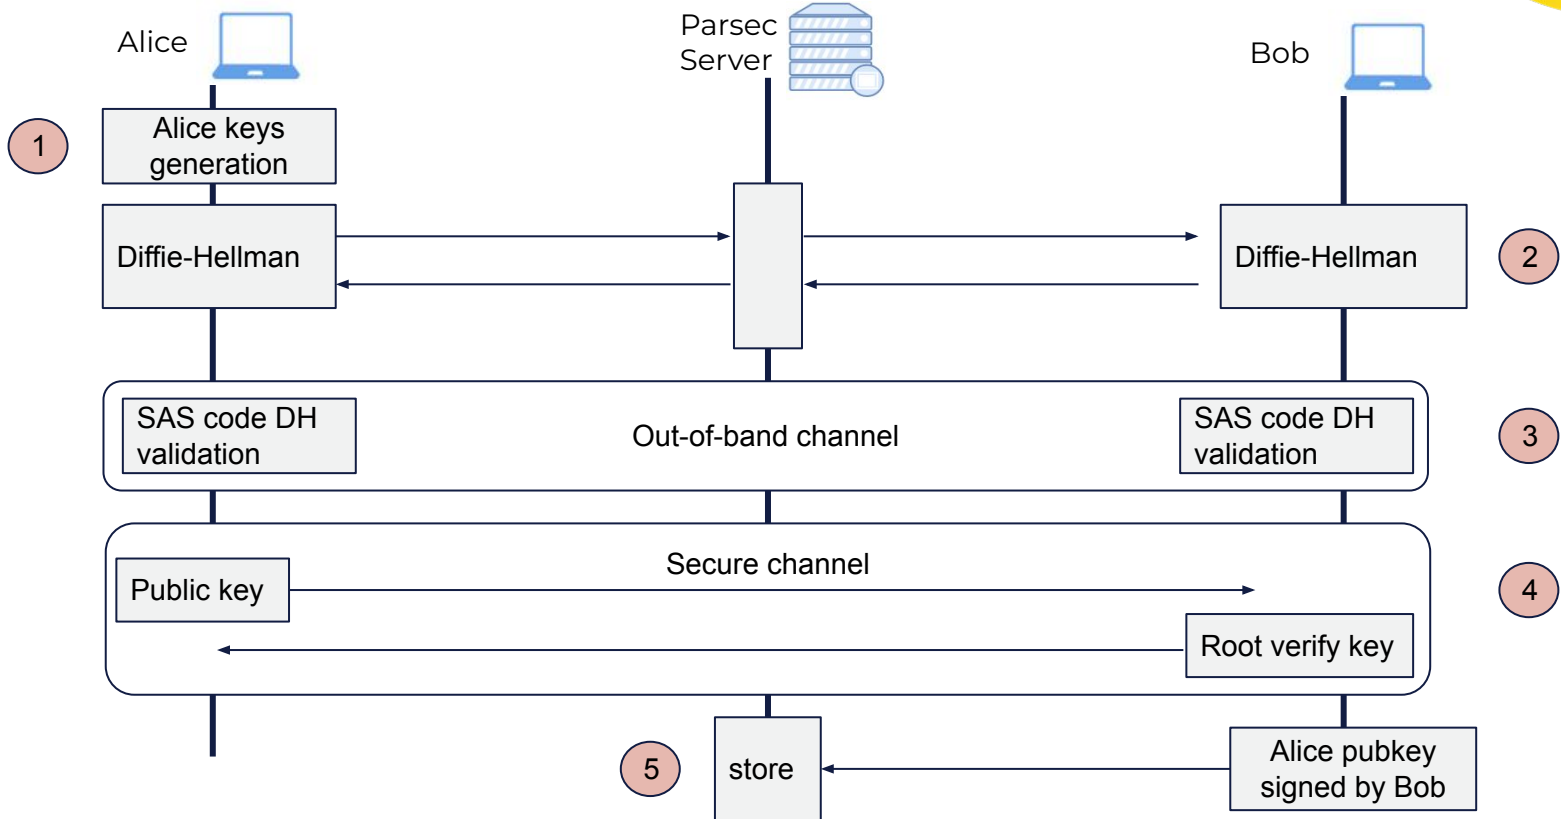 Alice
Parsec
Server
Bob
1
Alice keys
generation
Diffie-Hellman
Diffie-Hellman
2
SAS code DH
validation
Out-of-band channel
SAS code DH
validation
3
Secure channel
Public key
4
Root verify key
5
store
Alice pubkey
signed by Bob